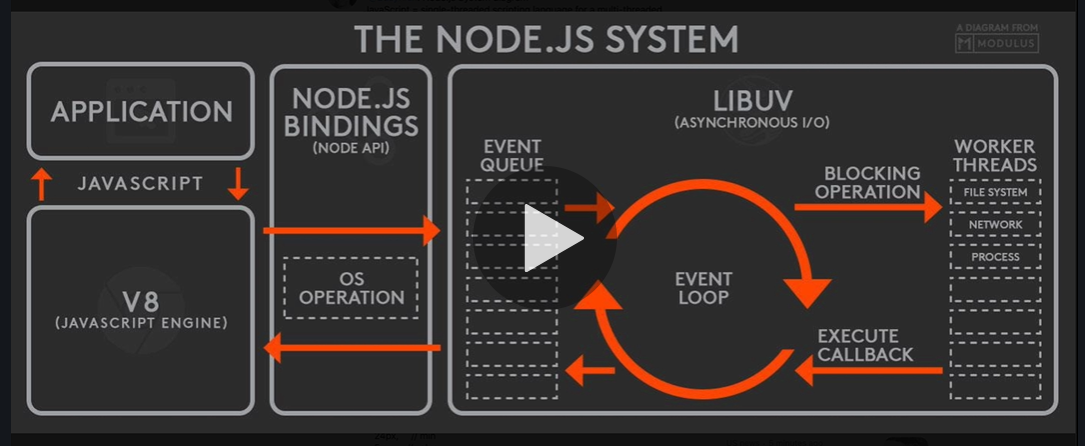 THE NODE.JS SYSTEM
A DIAGRAM FROM
MODULUS
APPLICATION
JAVASCRIPT
V8
(JAVASCRIPT ENGINE)
NODE.JS
BINDINGS
(NODE API)
OS
OPERATION
LIBUV
(ASYNCHRONOUS I/O)
EVENT
QUEUE
EVENT
LOOP
BLOCKING
OPERATION
EXECUTE
CALLBACK
WORKER
THREADS
FILE SYSTEM
NETWORK
PROCESS